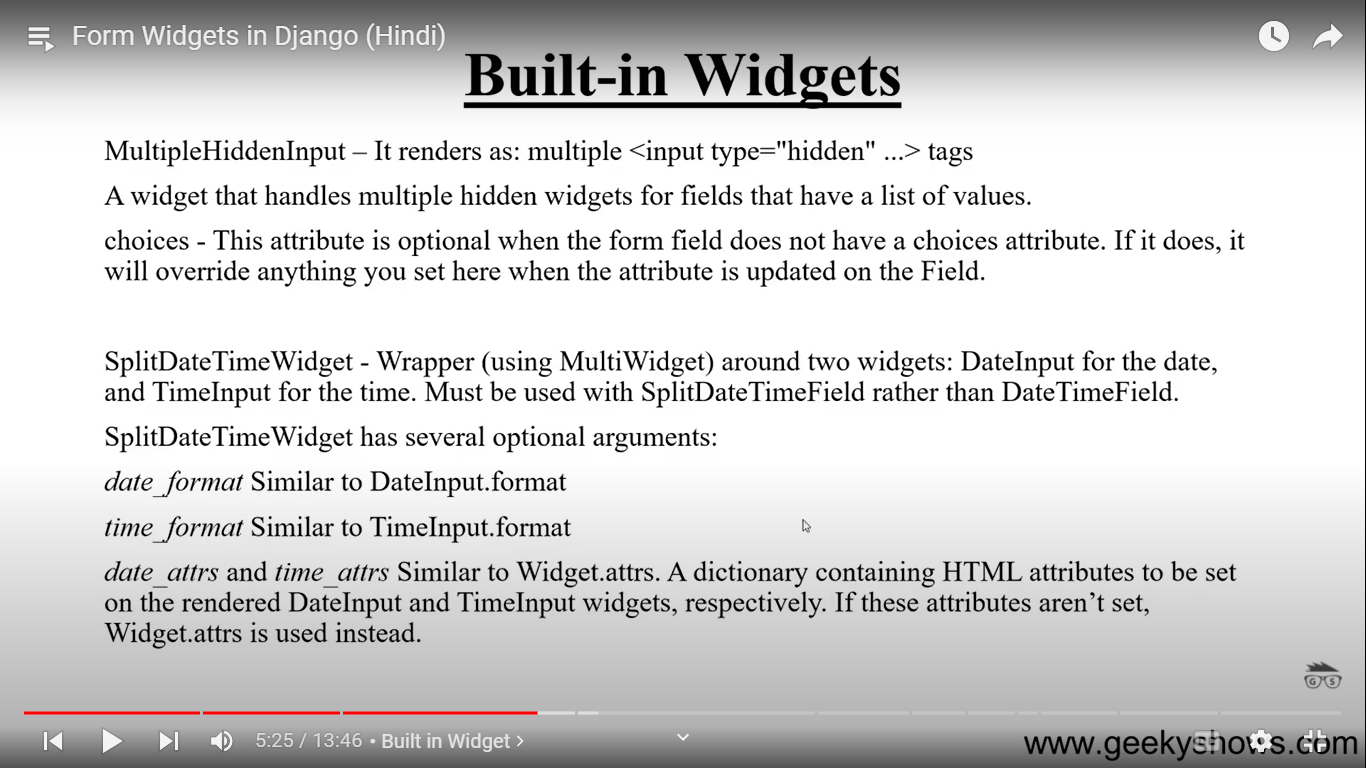 Form Widgets in Django (Hindi)
Built-in Widgets
MultipleHiddenInput – It renders as: multiple <input type="hidden" ...> tags
A widget that handles multiple hidden widgets for fields that have a list of values.
choices - This attribute is optional when the form field does not have a choices attribute. If it does, it
will override anything you set here when the attribute is updated on the Field.
SplitDateTimeWidget - Wrapper (using MultiWidget) around two widgets: DateInput for the date,
and TimeInput for the time. Must be used with SplitDateTimeField rather than DateTimeField.
SplitDateTimeWidget has several optional arguments:
date_format Similar to DateInput.format
time_format Similar to TimeInput.format
date_attrs and time_attrs Similar to Widget.attrs. A dictionary containing HTML attributes to be set
on the rendered DateInput and TimeInput widgets, respectively. If these attributes aren’t set,
Widget.attrs is used instead.
G S
5:25 / 13:46 • Built in Widget >
www.geekyshows.com